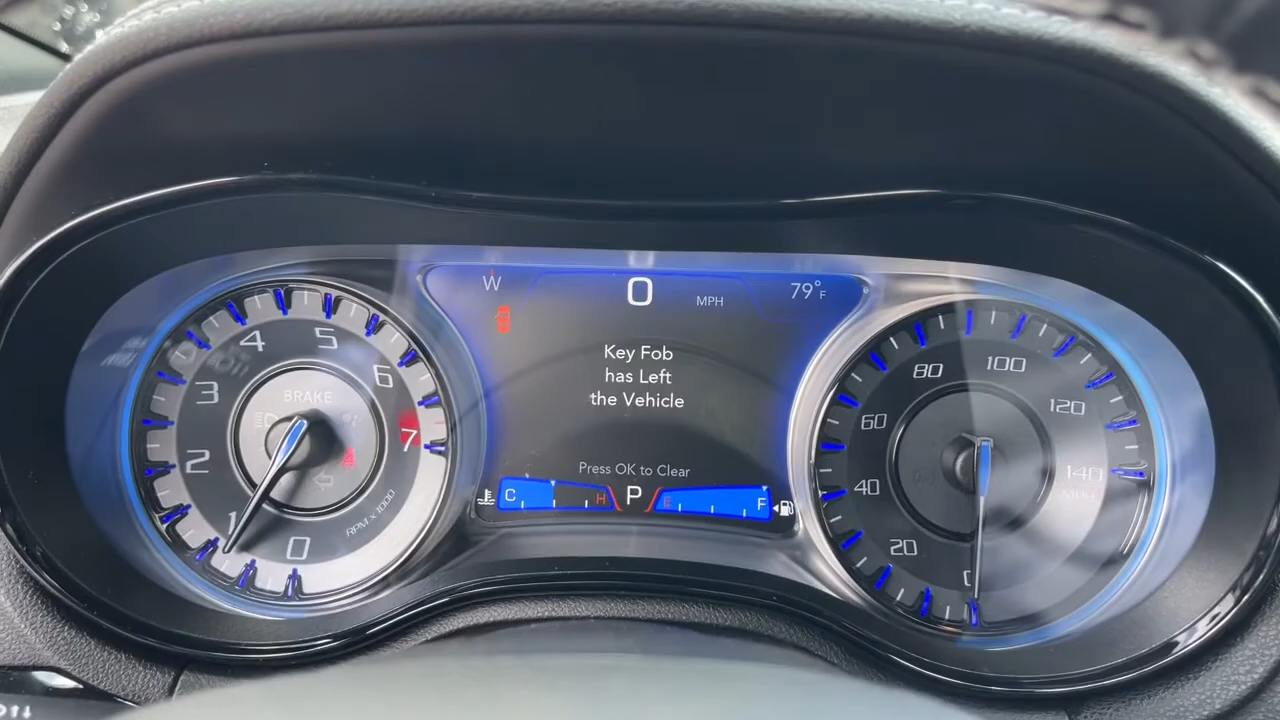 W
0
MPH
79°F
Key Fob
has Left
the Vehicle
Press OK to Clear
C
H
P
E
F
BRAKE
0
1
2
3
4
5
6
7
RPM x 1000
0
20
40
60
80
100
120
140